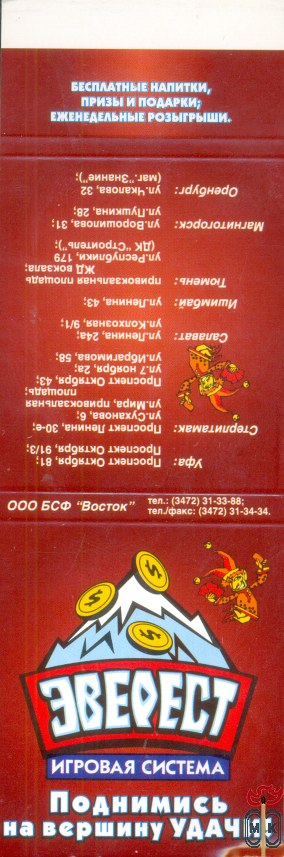 БЕСПЛАТНЫЕ НАПИТКИ,
ПРИЗЫ И ПОДАРКИ;
ЕЖЕНЕДЕЛЬНЫЕ РОЗЫГРЫШИ.
Уфа: Проспект Октября, 81;
Проспект Октября, 91/3
Стерлитамак: Проспект Ленина, 30-е;
ул.Суханова, 6;
ул.Мира, привокзальная
площадь;
Проспект Октября, 43,
ул.7 ноября, 2а;
ул.Ибрагимова, 58;
Салават: ул.Ленина, 24а,
ул.Колхозная, 9/1;
Ишимбай: ул.Ленина, 43;
Тюмень: привокзальная площадь
ЖД вокзала;
ул.Республики, 179
(ДК "Строитель");
Магнитогорск: ул.Ворошилова, 31,
ул.Пушкина, 28;
Оренбург: ул.Чкалова, 32
(маг."Знание");
ООО БСФ "Восток" тел.: (3472) 31-33-88;
тел./факс: (3472) 31-34-34.
ЭВЕРЕСТ
ИГРОВАЯ СИСТЕМА
Поднимись
на вершину УДАЧИ
М К